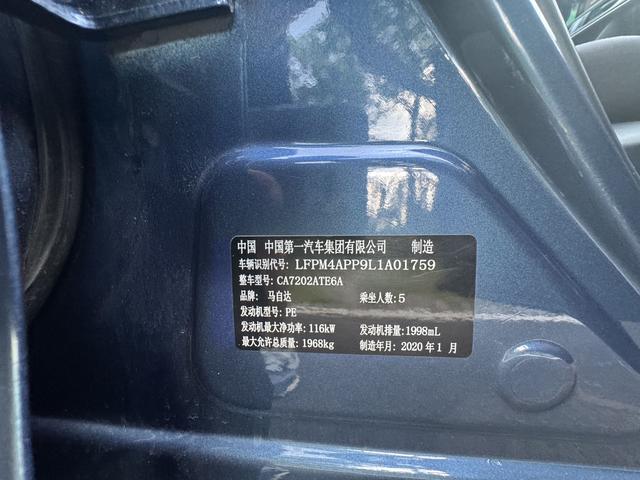 中国 中国第一汽车集团有限公司 制造
车辆识别代号: LFPM4APP9L1A01759
整车型号: CA7202ATE6A
品牌: 马自达 乘坐人数: 5
发动机型号: PE
发动机最大净功率: 116kW 发动机排量: 1998mL
最大允许总质量: 1968kg 制造年月: 2020 年 1 月